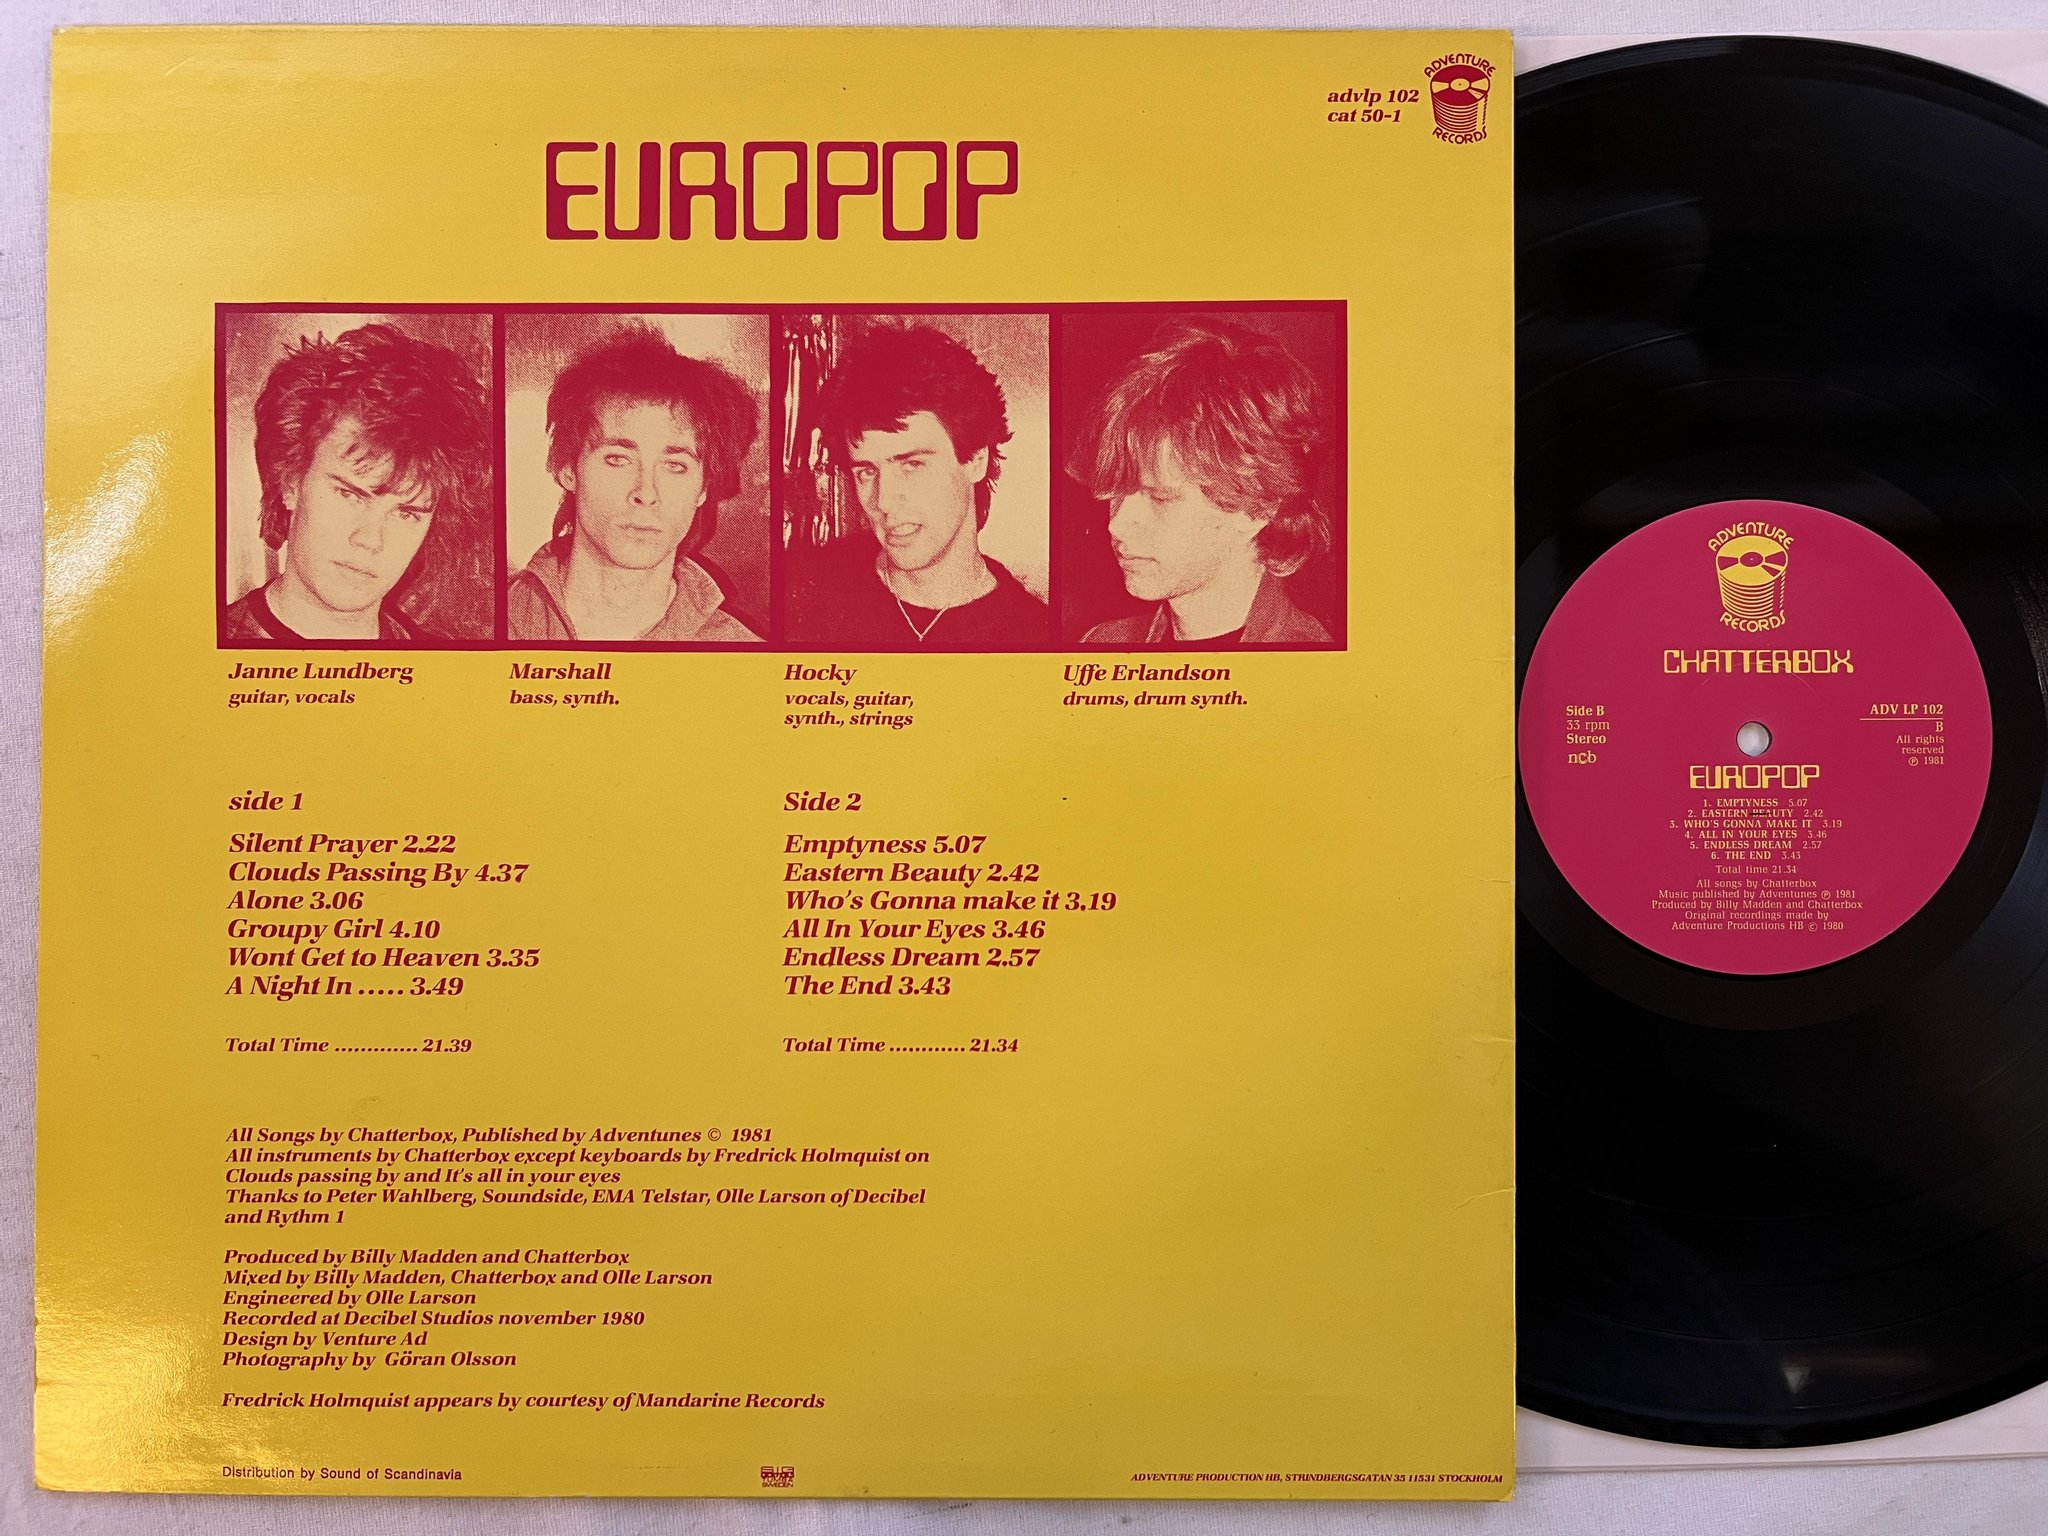 advlp 102
cat 50-1
ADVENTURE
RECORDS
EUROPOP
Janne Lundberg
guitar, vocals
Marshall
bass, synth.
Hocky
vocals, guitar,
synth., strings
Uffe Erlandson
drums, drum synth.
side 1
Silent Prayer 2.22
Clouds Passing By 4.37
Alone 3.06
Groupy Girl 4.10
Wont Get to Heaven 3.35
A Night In ..... 3.49
Total Time ............. 21.39
Side 2
Emptyness 5.07
Eastern Beauty 2.42
Who's Gonna make it 3.19
All In Your Eyes 3.46
Endless Dream 2.57
The End 3.43
Total Time ............ 21.34
All Songs by Chatterbox, Published by Adventunes © 1981
All instruments by Chatterbox except keyboards by Fredrick Holmquist on
Clouds passing by and It's all in your eyes
Thanks to Peter Wahlberg, Soundside, EMA Telstar, Olle Larson of Decibel
and Rythm 1
Produced by Billy Madden and Chatterbox
Mixed by Billy Madden, Chatterbox and Olle Larson
Engineered by Olle Larson
Recorded at Decibel Studios november 1980
Design by Venture Ad
Photography by Göran Olsson
Fredrick Holmquist appears by courtesy of Mandarine Records
Distribution by Sound of Scandinavia
TUMBA
SWEDEN
ADVENTURE PRODUCTION HB, STRINDBERGSGATAN 35 11531 STOCKHOLM
ADVENTURE
RECORDS
CHATTERBOX
Side B
33 rpm
Stereo
ncb
ADV LP 102
B
All rights
reserved
℗ 1981
EUROPOP
1. EMPTYNESS 5.07
2. EASTERN BEAUTY 2.42
3. WHO'S GONNA MAKE IT 3.19
4. ALL IN YOUR EYES 3.46
5. ENDLESS DREAM 2.57
6. THE END 3.43
Total time 21.34
All songs by Chatterbox
Music published by Adventunes ℗ 1981
Produced by Billy Madden and Chatterbox
Original recordings made by
Adventure Productions HB © 1980